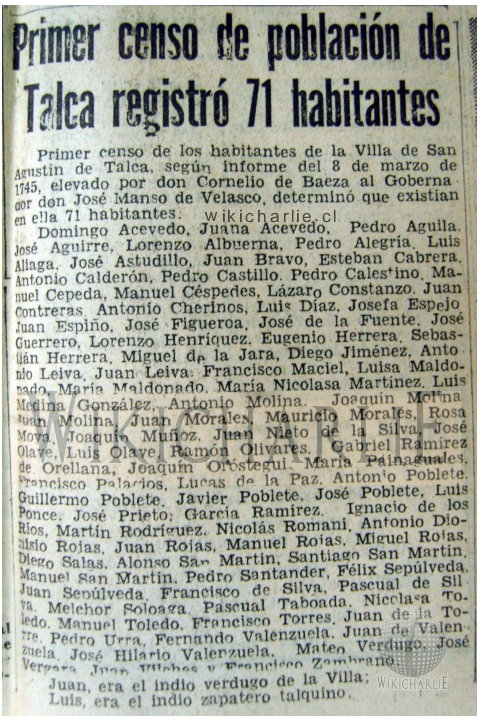 Primer censo de población de
Talca registró 71 habitantes
Primer censo de los habitantes de la Villa de San
Agustín de Talca, según informe del 8 de marzo de
1745, elevado por don Cornelio de Baeza al Goberna
dor don José Manso de Velasco, determinó que existían
en ella 71 habitantes.
wikicharlie.cl
Domingo Acevedo, Juana Acevedo, Pedro Aguila.
José Aguirre, Lorenzo Albuerna, Pedro Alegría. Luis
Aliaga, José Astudillo, Juan Bravo, Esteban Cabrera,
Antonio Calderón, Pedro Castillo. Pedro Calestino. Ma-
nuel Cepeda, Manuel Céspedes, Lázaro Constanzo. Juan
Contreras, Antonio Cherinos, Luis Díaz, Josefa Espejo
Juan Espiño, José Figueroa, José de la Fuente. José
Guerrero, Lorenzo Henríquez, Eugenio Herrera, Sebas-
tián Herrera, Miguel de la Jara, Diego Jiménez, Anto
nio Leiva, Juan Leiva, Francisco Maciel, Luisa Maldo-
nado, María Maldonado, María Nicolasa Martínez. Luis
Medina González, Antonio Molina. Joaquín Molina
Juan Molina, Juan Morales, Mauricio Morales, Rosa
Moya, Joaquín Muñoz, Juan Nieto de la Silva, José
Olave, Luis Olave, Ramón Olivares, Gabriel Ramírez
de Orellana, Joaquín Oróstegui, María Painaguales,
Francisco Palacios, Lucas de la Paz, Antonio Poblete,
WIKICHARLIE
Guillermo Poblete, Javier Poblete, José Poblete, Luis
Ponce, José Prieto, García Ramírez. Ignacio de los
Ríos, Martín Rodríguez, Nicolás Romaní, Antonio Dio-
nisio Rojas, Juan Rojas, Manuel Rojas, Miguel Rojas,
Diego Salas, Alonso San Martín, Santiago San Martín,
Manuel San Martín, Pedro Santander, Félix Sepúlveda,
Juan Sepúlveda, Francisco de Silva, Pascual de Sil
va, Melchor Sologa, Pascual Taboada, Nicolasa To-
ledo, Manuel Toledo, Francisco Torres, Juan de la To-
rre, Pedro Urra, Fernando Valenzuela, Juan de Valen-
zuela, José Hilario Valenzuela, Mateo Verdugo, José
Vergara, Juan Vilches y Francisco Zambrano.
Juan, era el indio verdugo de la Villa;
Luis, era el indio zapatero talquino.
WIKICHARLIE